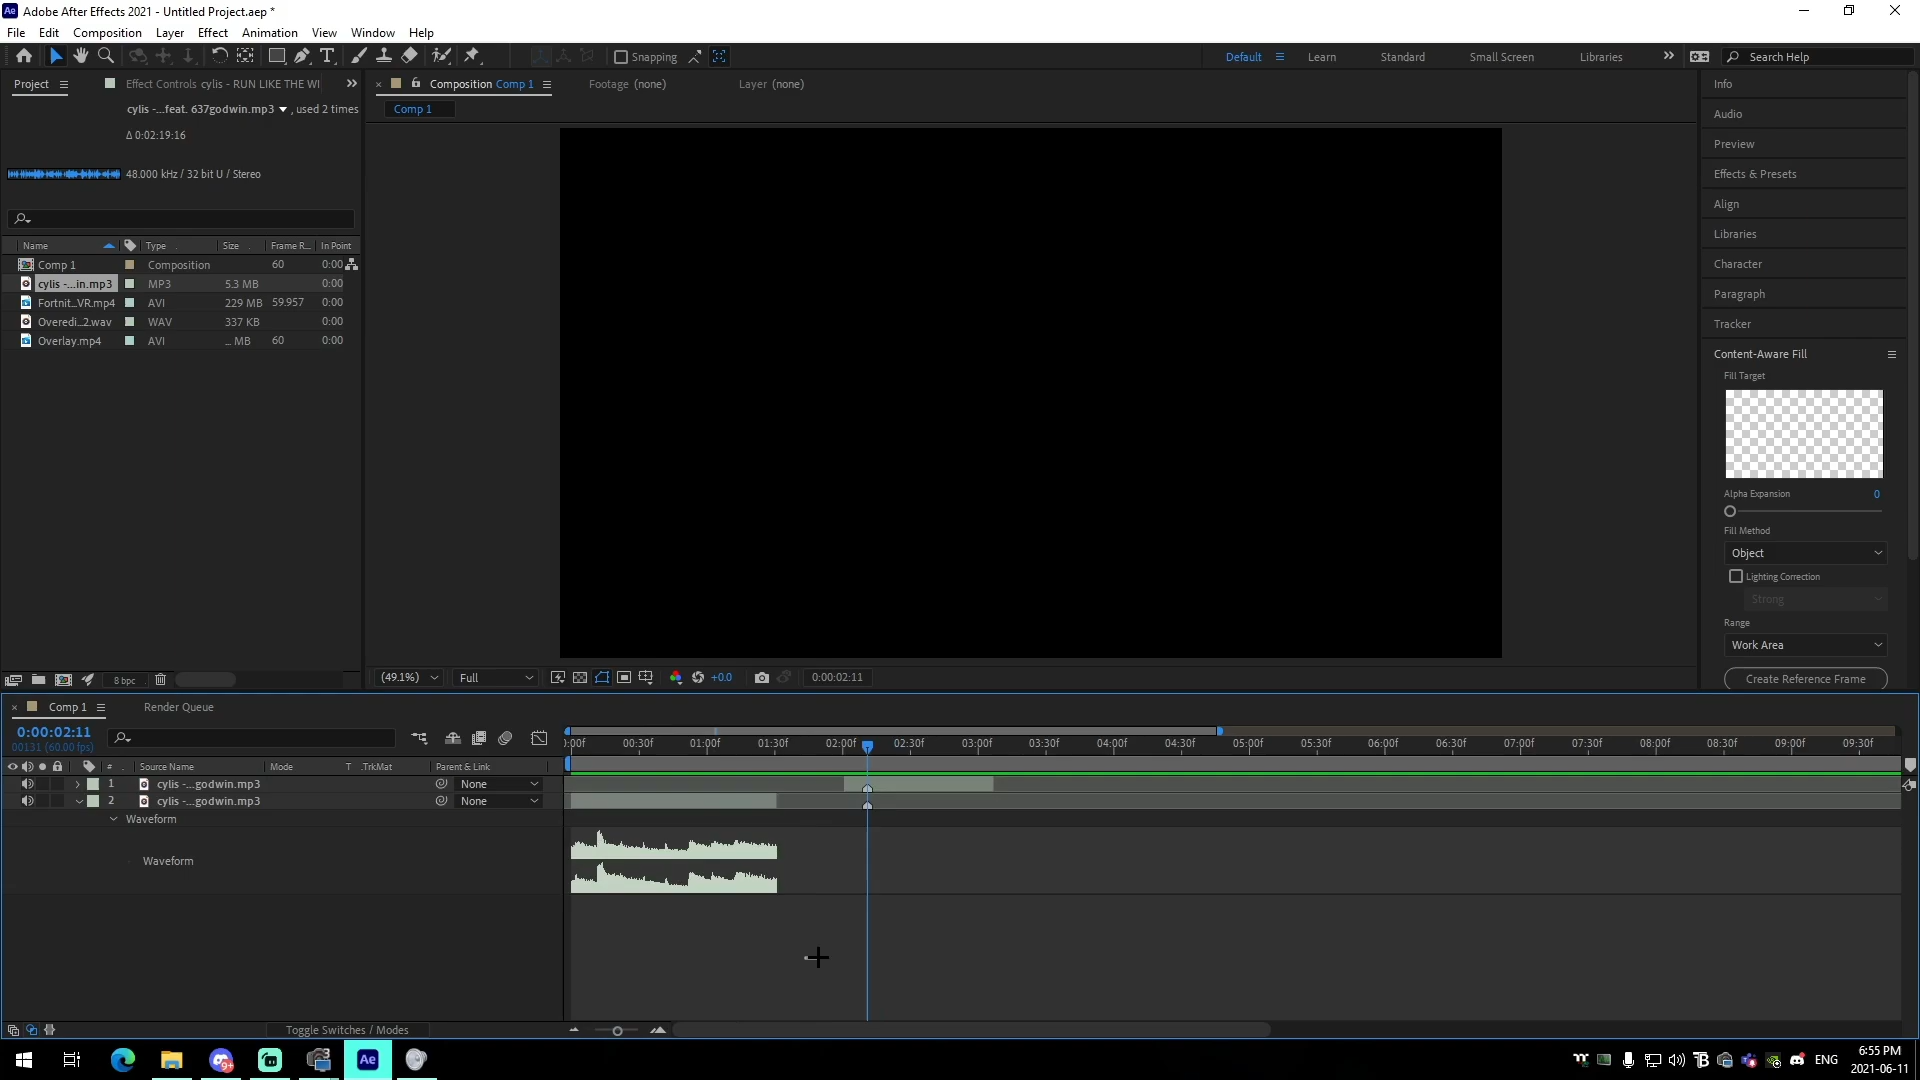 Ae Adobe After Effects 2021 - Untitled Project.aep *
File Edit Composition Layer Effect Animation View Window Help
Snapping
Default Learn Standard Small Screen Libraries Search Help
Project Effect Controls cylis - RUN LIKE THE WI
Composition Comp 1 Footage (none) Layer (none)
Comp 1
cylis -...feat. 637godwin.mp3 , used 2 times
Δ 0:02:19:16
48.000 kHz / 32 bit U / Stereo
Name Type Size Frame R... In Point
Comp 1 Composition 60 0:00
cylis -...in.mp3 MP3 5.3 MB 0:00
Fortnit...VR.mp4 AVI 229 MB 59.957 0:00
Overedi...2.wav WAV 337 KB 0:00
Overlay.mp4 AVI ... MB 60 0:00
8 bpc
(49.1%) Full +0.0 0:00:02:11
Info
Audio
Preview
Effects & Presets
Align
Libraries
Character
Paragraph
Tracker
Content-Aware Fill
Fill Target
Alpha Expansion 0
Fill Method
Object
Lighting Correction
Strong
Range
Work Area
Create Reference Frame
Comp 1 Render Queue
0:00:02:11
00131 (60.00 fps)
):00f 00:30f 01:00f 01:30f 02:00f 02:30f 03:00f 03:30f 04:00f 04:30f 05:00f 05:30f 06:00f 06:30f 07:00f 07:30f 08:00f 08:30f 09:00f 09:30f
# Source Name Mode T .TrkMat Parent & Link
1 cylis -...godwin.mp3 None
2 cylis -...godwin.mp3 None
Waveform
Waveform
Toggle Switches / Modes
9+ Ae ENG 6:55 PM
2021-06-11